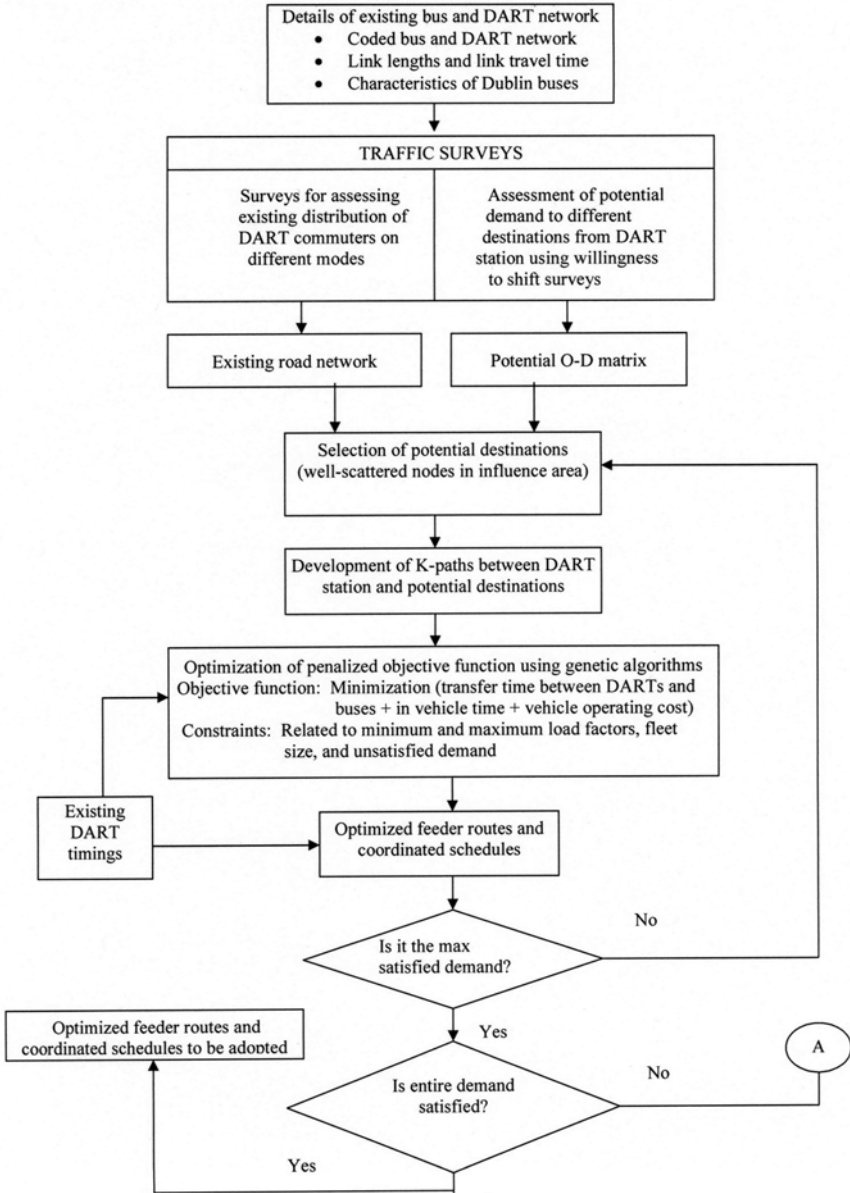 Details of existing bus and DART network
• Coded bus and DART network
• Link lengths and link travel time
• Characteristics of Dublin buses
TRAFFIC SURVEYS
Surveys for assessing
existing distribution of
DART commuters on
different modes
Assessment of potential
demand to different
destinations from DART
station using willingness
to shift surveys
Existing road network
Potential O-D matrix
Selection of potential destinations
(well-scattered nodes in influence area)
Development of K-paths between DART
station and potential destinations
Optimization of penalized objective function using genetic algorithms
Objective function: Minimization (transfer time between DARTs and
buses + in vehicle time + vehicle operating cost)
Constraints: Related to minimum and maximum load factors, fleet
size, and unsatisfied demand
Existing
DART
timings
Optimized feeder routes and
coordinated schedules
Is it the max
satisfied demand?
No
Yes
Optimized feeder routes and
coordinated schedules to be adopted
Is entire demand
satisfied?
No
A
Yes